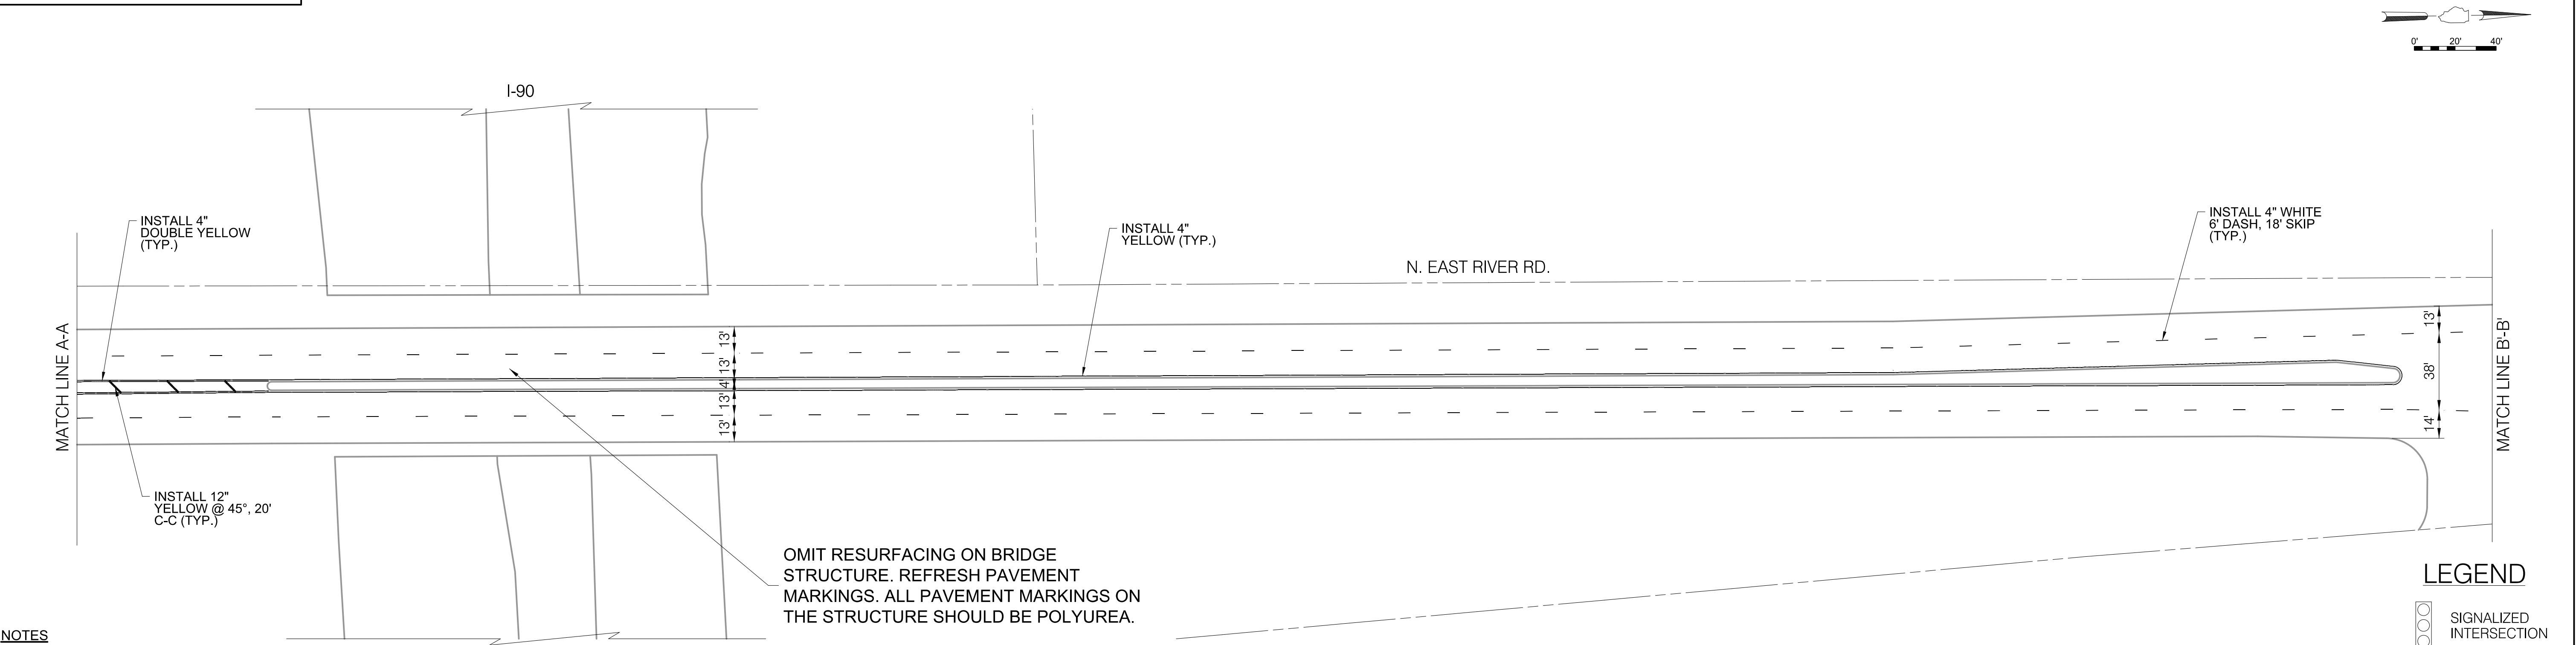 0' 20' 40'
I-90
INSTALL 4"
DOUBLE YELLOW
(TYP.)
INSTALL 4"
YELLOW (TYP.)
INSTALL 4" WHITE
6' DASH, 18' SKIP
(TYP.)
N. EAST RIVER RD.
MATCH LINE A-A
13'
13'
4'
13'
13'
13'
38'
14'
MATCH LINE B'-B'
INSTALL 12"
YELLOW @ 45°, 20'
C-C (TYP.)
OMIT RESURFACING ON BRIDGE
STRUCTURE. REFRESH PAVEMENT
MARKINGS. ALL PAVEMENT MARKINGS ON
THE STRUCTURE SHOULD BE POLYUREA.
LEGEND
SIGNALIZED
INTERSECTION
NOTES